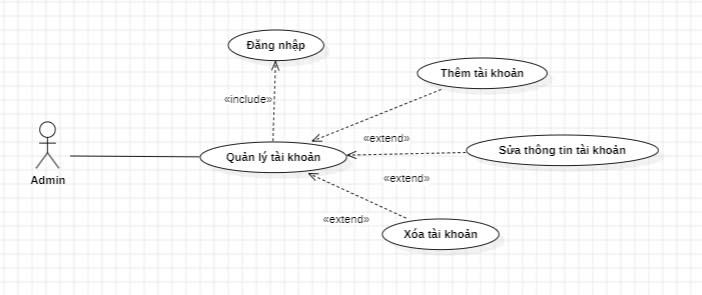 Đăng nhập
Thêm tài khoản
«include»
«extend»
Sửa thông tin tài khoản
Quản lý tài khoản
«extend»
Admin
«extend»
Xóa tài khoản